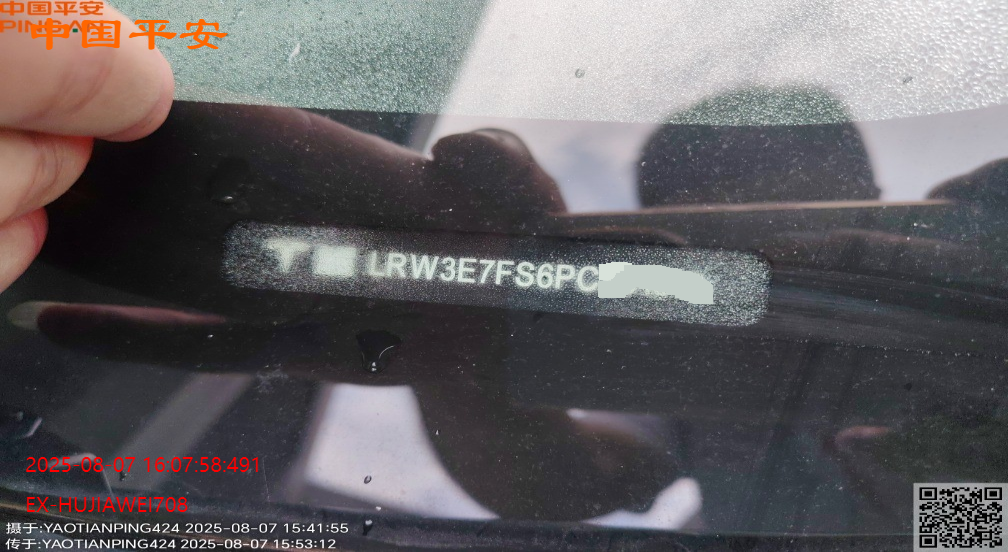 中国平安
PING AN
中国平安
LRW3E7FS6PC
2025-08-07 16:07:58:491
EX-HUJIAWEI708
摄于:YAOTIANPING424 2025-08-07 15:41:55
传于:YAOTIANPING424 2025-08-07 15:53:12